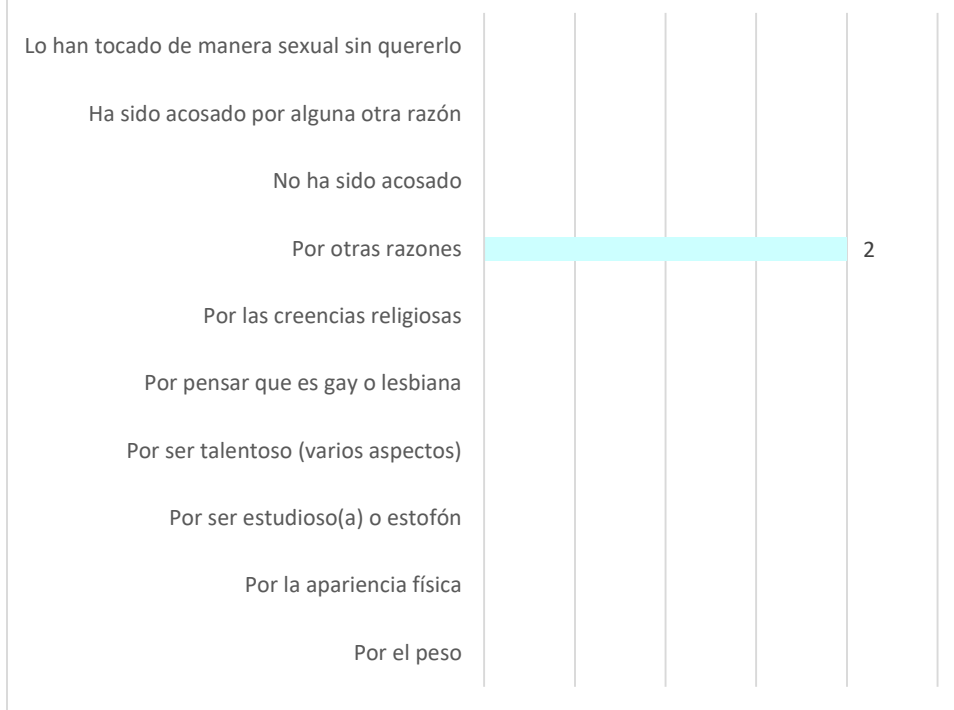 Lo han tocado de manera sexual sin quererlo
Ha sido acosado por alguna otra razón
No ha sido acosado
Por otras razones
2
Por las creencias religiosas
Por pensar que es gay o lesbiana
Por ser talentoso (varios aspectos)
Por ser estudioso(a) o estofón
Por la apariencia física
Por el peso